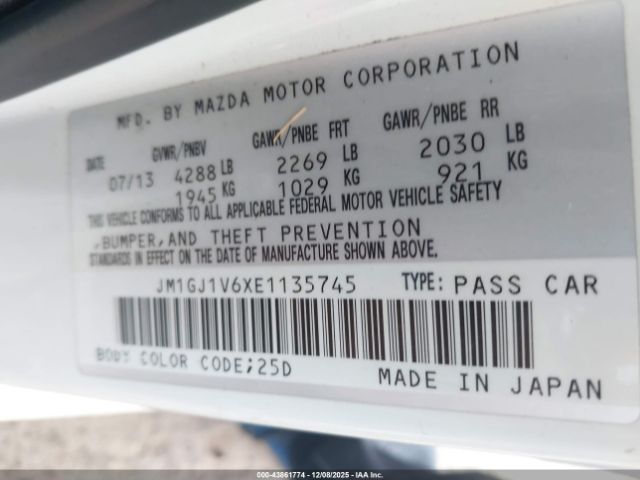 MFD. BY MAZDA MOTOR CORPORATION
DATE GVWR/PNBV GAWR/PNBE FRT GAWR/PNBE RR
07/13 4288 LB 2269 LB 2030 LB
1945 KG 1029 KG 921 KG
THIS VEHICLE CONFORMS TO ALL APPLICABLE FEDERAL MOTOR VEHICLE SAFETY
,BUMPER,AND THEFT PREVENTION
STANDARDS IN EFFECT ON THE DATE OF MANUFACTURE SHOWN ABOVE.
JM1GJ1V6XE1135745 TYPE: PASS CAR
BODY COLOR CODE;25D
MADE IN JAPAN
000-43861774 - 12/08/2025 - IAA Inc.